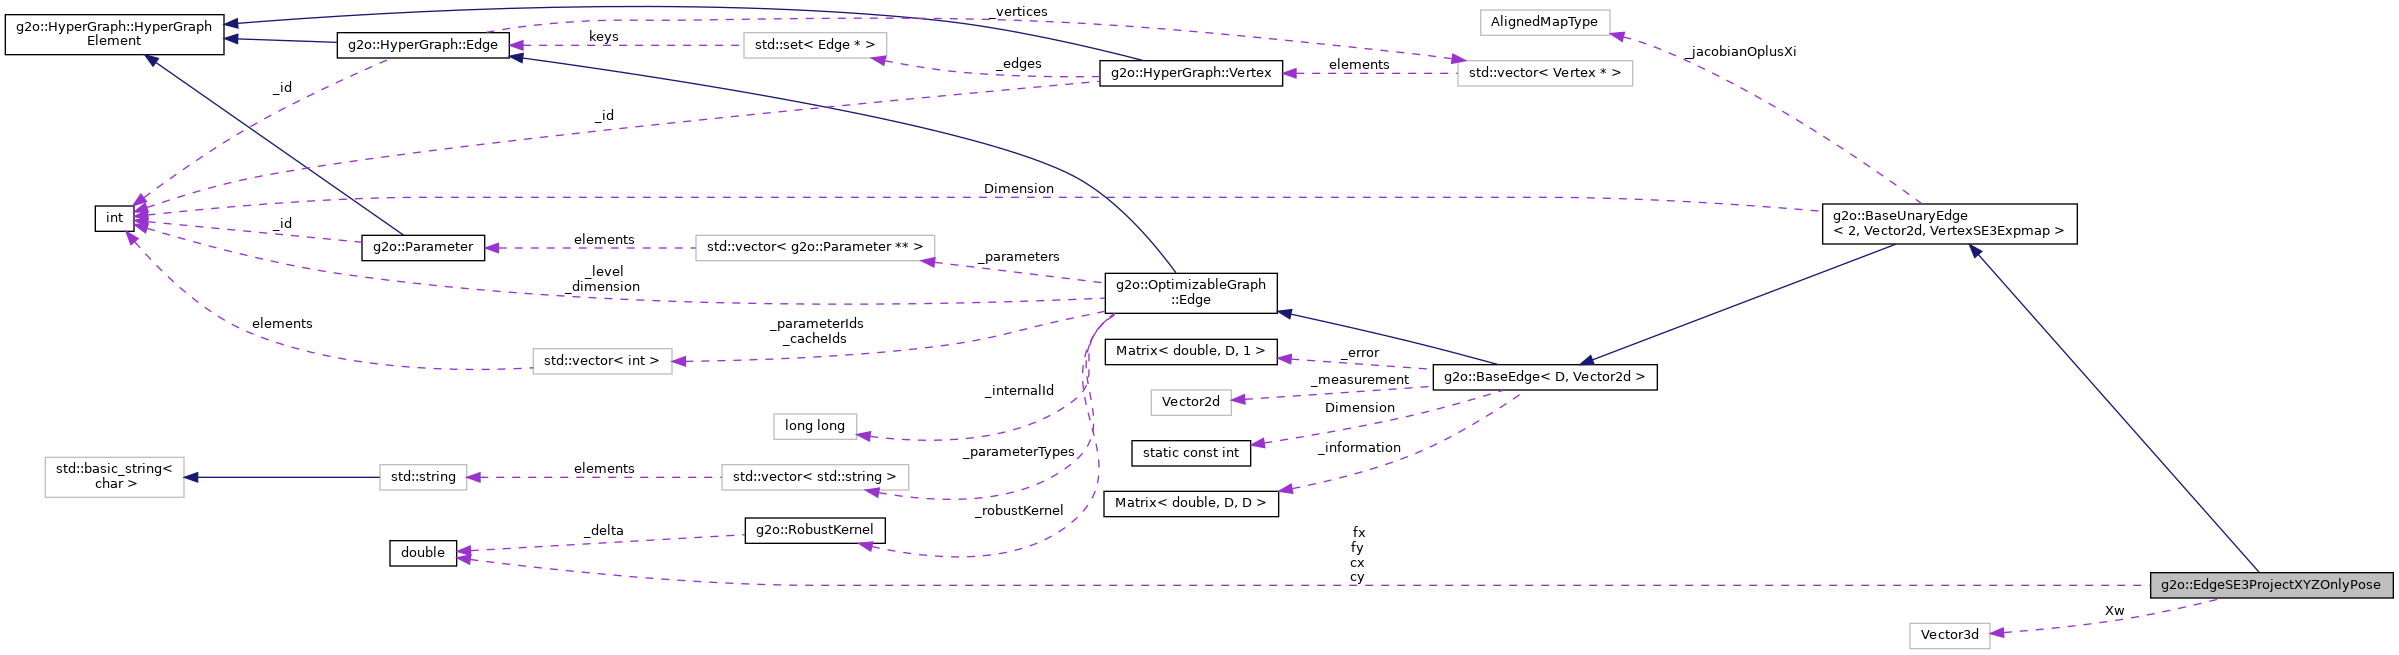 g2o::HyperGraph::HyperGraph
Element
g2o::HyperGraph::Edge
keys
std::set< Edge * >
_vertices
_edges
g2o::HyperGraph::Vertex
elements
std::vector< Vertex * >
AlignedMapType
_jacobianOplusXi
_id
_id
int
Dimension
g2o::BaseUnaryEdge
< 2, Vector2d, VertexSE3Expmap >
_id
g2o::Parameter
elements
std::vector< g2o::Parameter ** >
_parameters
_level
_dimension
g2o::OptimizableGraph
::Edge
elements
std::vector< int >
_parameterIds
_cacheIds
Matrix< double, D, 1 >
_error
g2o::BaseEdge< D, Vector2d >
_measurement
Vector2d
_internalId
long long
Dimension
static const int
_information
Matrix< double, D, D >
_parameterTypes
std::basic_string<
char >
std::string
elements
std::vector< std::string >
_robustKernel
g2o::RobustKernel
_delta
double
fx
fy
cx
cy
g2o::EdgeSE3ProjectXYZOnlyPose
Xw
Vector3d